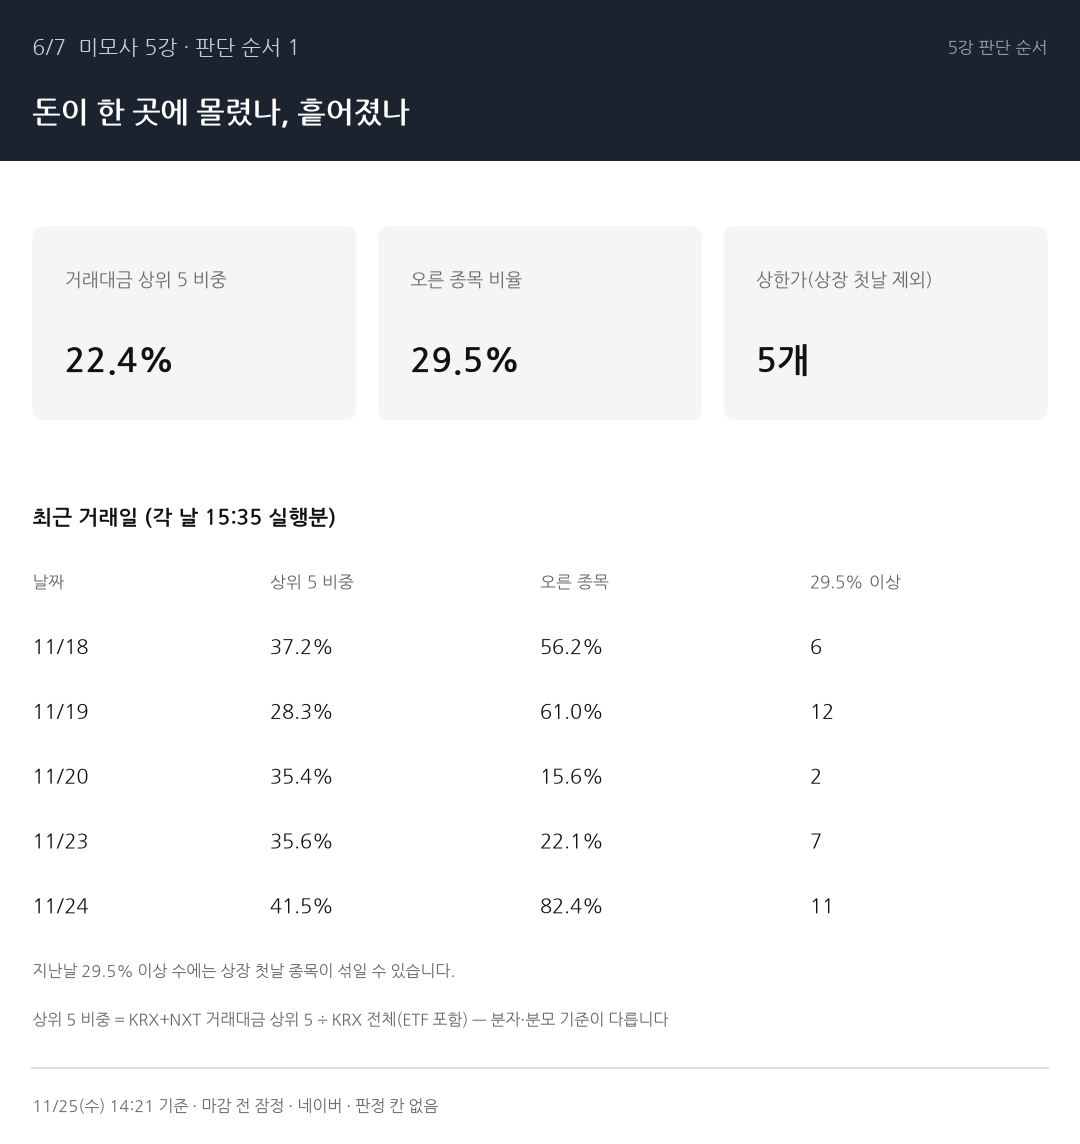 6/7 미모사 5강 · 판단 순서 1
5강 판단 순서
돈이 한 곳에 몰렸나, 흩어졌나
거래대금 상위 5 비중
오른 종목 비율
상한가(상장 첫날 제외)
22.4%
29.5%
5개
최근 거래일 (각 날 15:35 실행분)
날짜 상위 5 비중 오른 종목 29.5% 이상
11/18 37.2% 56.2% 6
11/19 28.3% 61.0% 12
11/20 35.4% 15.6% 2
11/23 35.6% 22.1% 7
11/24 41.5% 82.4% 11
지난날 29.5% 이상 수에는 상장 첫날 종목이 섞일 수 있습니다.
상위 5 비중 = KRX+NXT 거래대금 상위 5 ÷ KRX 전체(ETF 포함) — 분자·분모 기준이 다릅니다
11/25(수) 14:21 기준 · 마감 전 잠정 · 네이버 · 판정 칸 없음